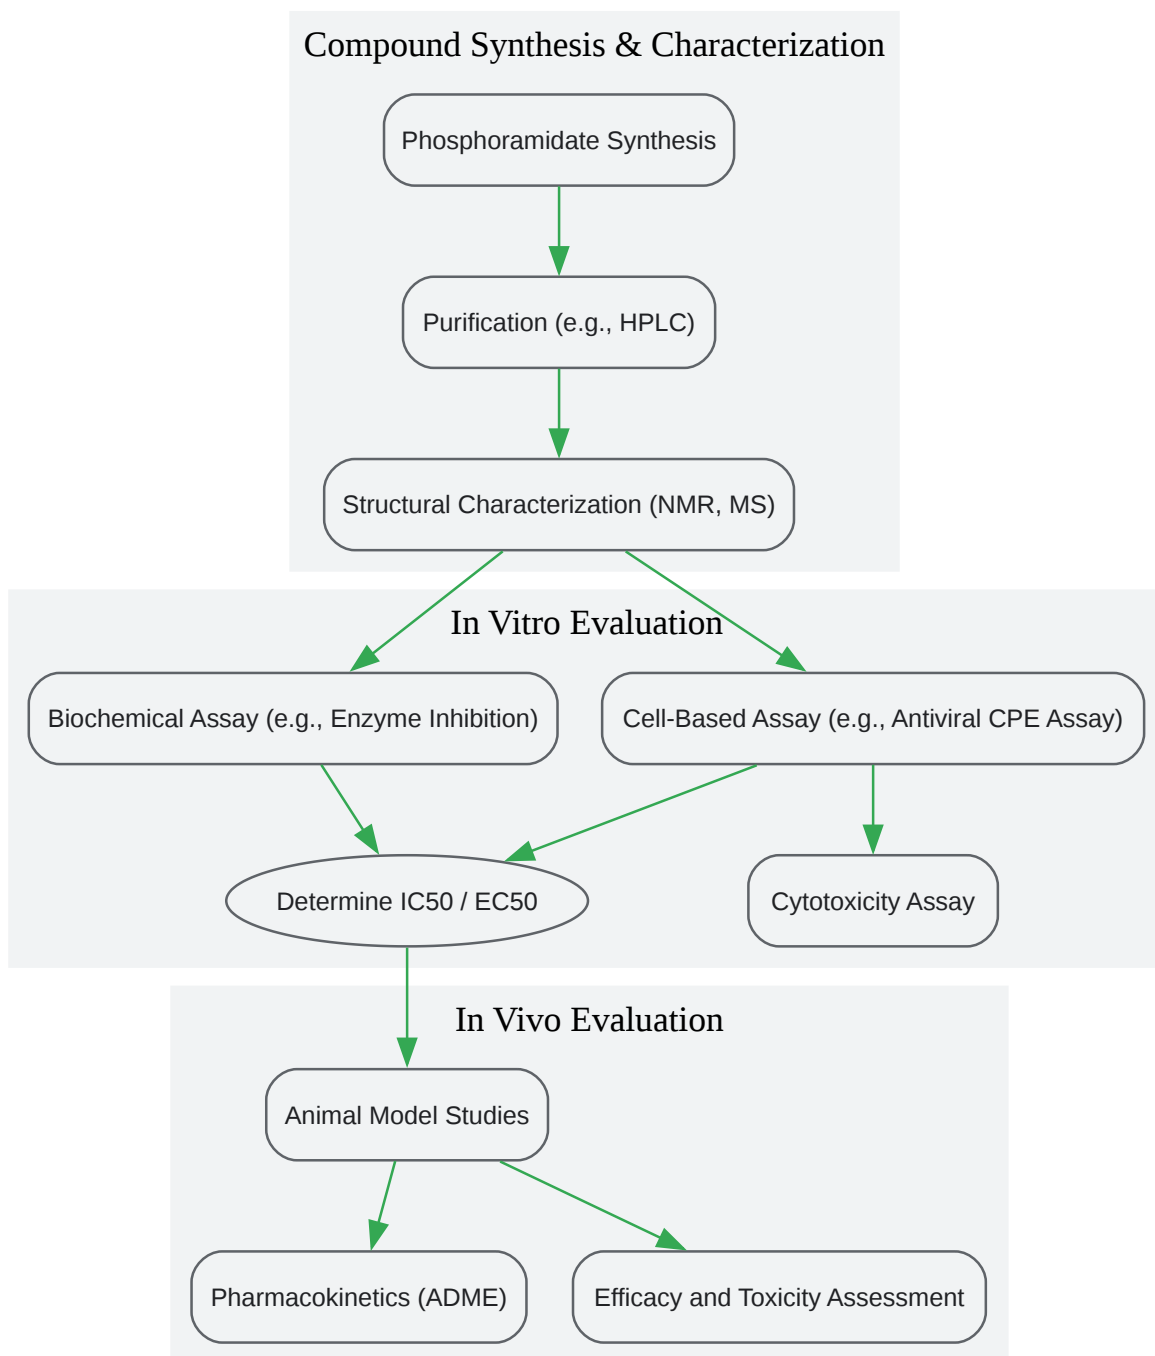 Compound Synthesis & Characterization
Phosphoramidate Synthesis
Purification (e.g., HPLC)
Structural Characterization (NMR, MS)
In Vitro Evaluation
Biochemical Assay (e.g., Enzyme Inhibition)
Cell-Based Assay (e.g., Antiviral CPE Assay)
Determine IC50 / EC50
Cytotoxicity Assay
In Vivo Evaluation
Animal Model Studies
Pharmacokinetics (ADME)
Efficacy and Toxicity Assessment